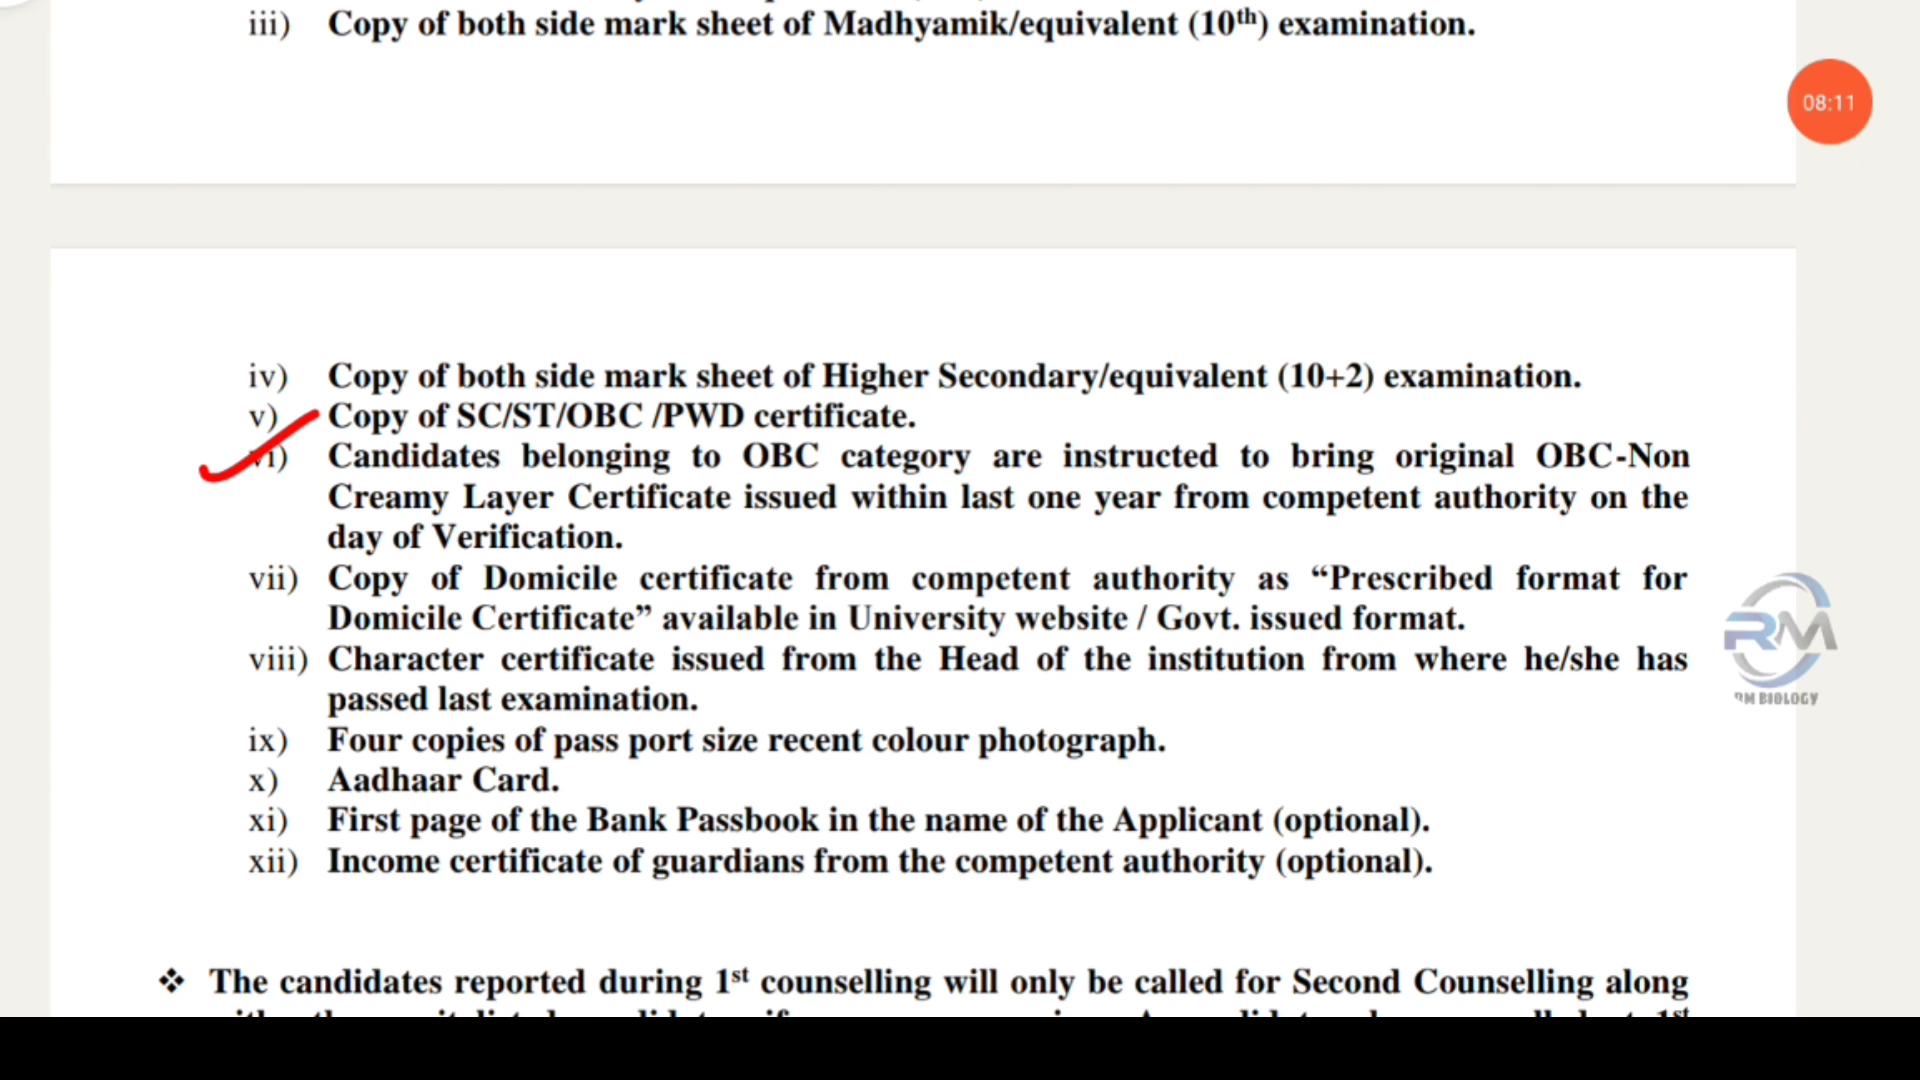 iii) Copy of both side mark sheet of Madhyamik/equivalent (10th) examination.
08:11
iv) Copy of both side mark sheet of Higher Secondary/equivalent (10+2) examination.
v) Copy of SC/ST/OBC /PWD certificate.
vi) Candidates belonging to OBC category are instructed to bring original OBC-Non
Creamy Layer Certificate issued within last one year from competent authority on the
day of Verification.
vii) Copy of Domicile certificate from competent authority as “Prescribed format for
Domicile Certificate” available in University website / Govt. issued format.
viii) Character certificate issued from the Head of the institution from where he/she has
passed last examination.
ix) Four copies of pass port size recent colour photograph.
x) Aadhaar Card.
xi) First page of the Bank Passbook in the name of the Applicant (optional).
xii) Income certificate of guardians from the competent authority (optional).
RM
RM BIOLOGY
❖ The candidates reported during 1st counselling will only be called for Second Counselling along